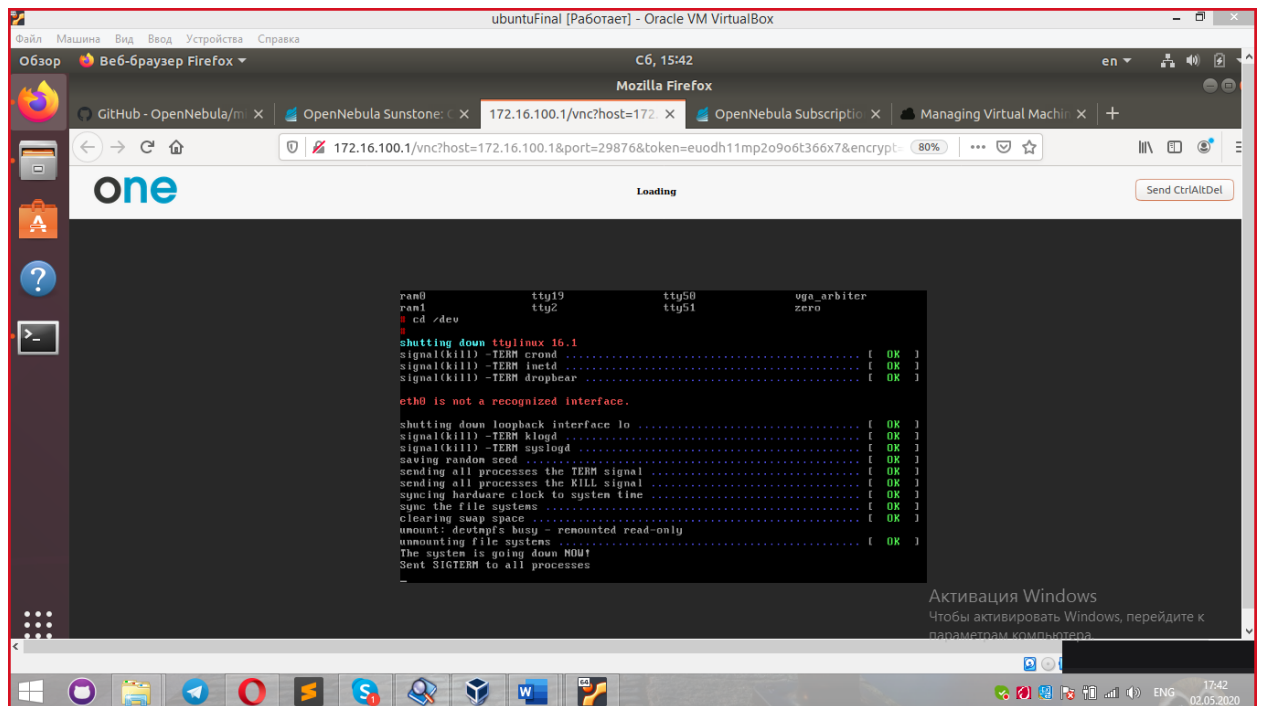 ubuntuFinal [Работает] - Oracle VM VirtualBox
Файл Машина Вид Ввод Устройства Справка
Обзор Веб-браузер Firefox Сб, 15:42 en
Mozilla Firefox
GitHub - OpenNebula/mi OpenNebula Sunstone: C 172.16.100.1/vnc?host=172. OpenNebula Subscriptio Managing Virtual Machin
172.16.100.1/vnc?host=172.16.100.1&port=29876&token=euodh11mp2o9o6t366x7&encrypt= 80%
one Loading Send CtrlAltDel
ram0 tty19 tty50 vga_arbiter
ram1 tty2 tty51 zero
# cd /dev
#
shutting down ttylinux 16.1
signal(kill) -TERM crond ............................................. [ OK ]
signal(kill) -TERM inetd ............................................. [ OK ]
signal(kill) -TERM dropbear .......................................... [ OK ]
eth0 is not a recognized interface.
shutting down loopback interface lo .................................. [ OK ]
signal(kill) -TERM klogd ............................................. [ OK ]
signal(kill) -TERM syslogd ........................................... [ OK ]
saving random seed ................................................... [ OK ]
sending all processes the TERM signal ................................ [ OK ]
sending all processes the KILL signal ................................ [ OK ]
syncing hardware clock to system time ................................ [ OK ]
sync the file systems ................................................ [ OK ]
clearing swap space .................................................. [ OK ]
umount: devtmpfs busy - remounted read-only
unmounting file systems .............................................. [ OK ]
The system is going down NOW!
Sent SIGTERM to all processes
Активация Windows
Чтобы активировать Windows, перейдите к
параметрам компьютера.
ENG 17:42
02.05.2020